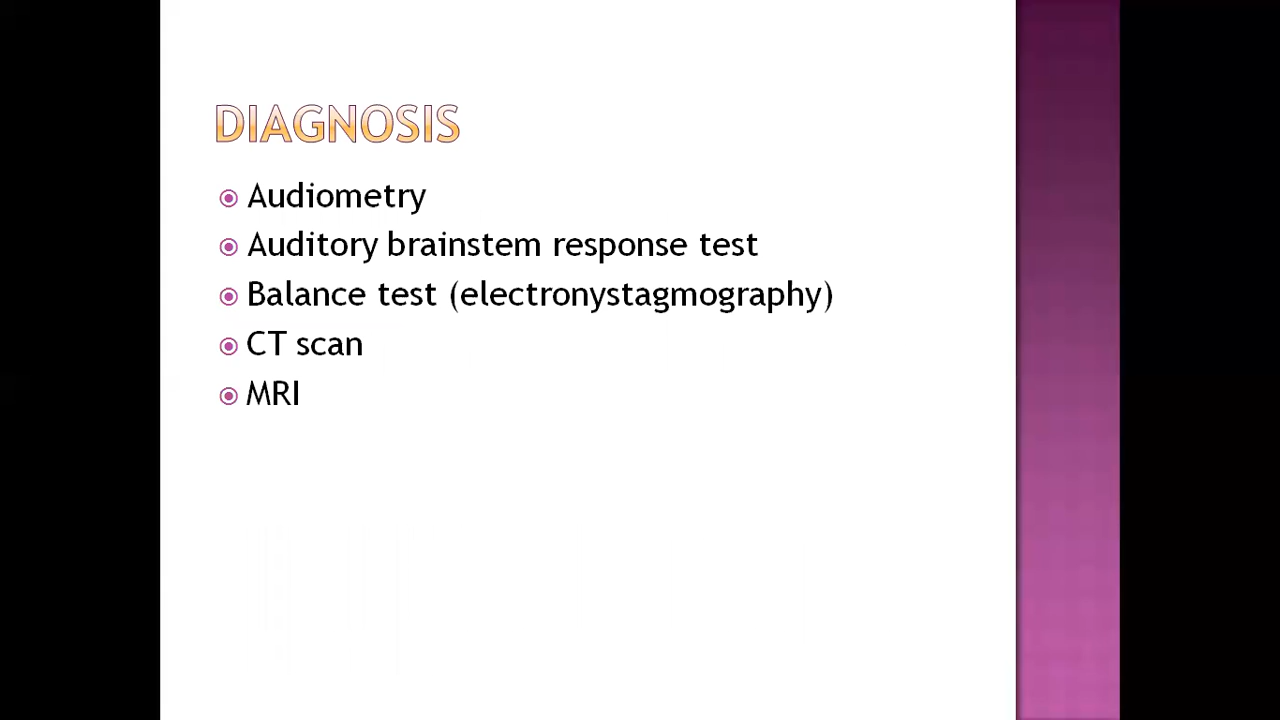 DIAGNOSIS
Audiometry
Auditory brainstem response test
Balance test (electronystagmography)
CT scan
MRI